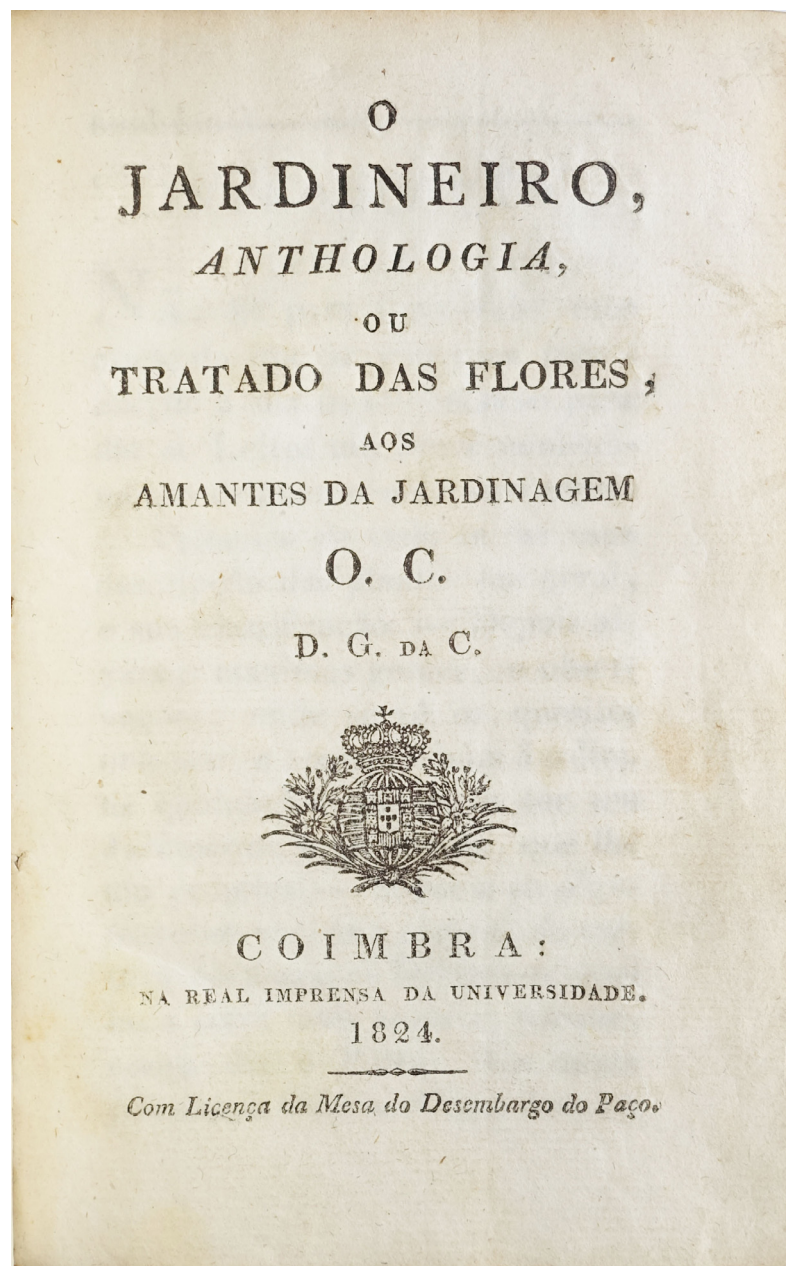 O
JARDINEIRO,
ANTHOLOGIA,
OU
TRATADO DAS FLORES,
AOS
AMANTES DA JARDINAGEM
O. C.
D. G. DA C.
COIMBRA:
NA REAL IMPRENSA DA UNIVERSIDADE.
1824.
Com Licença da Mesa do Desembargo do Paço.